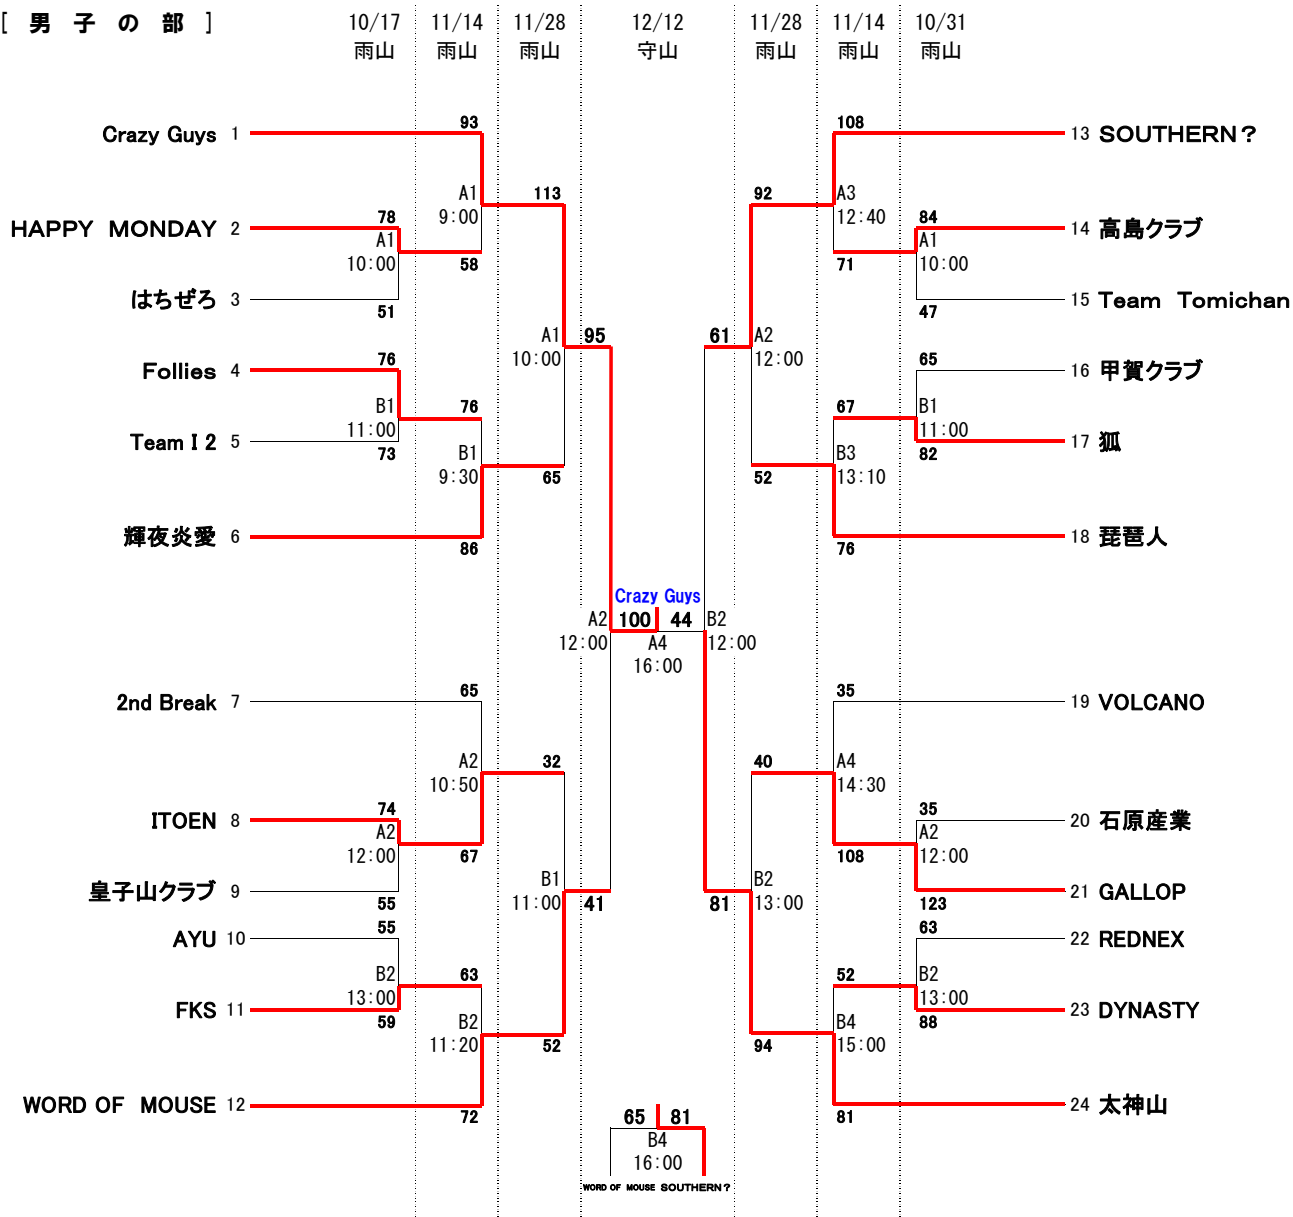 [ 男 子 の 部 ] 10/17 11/14 11/28 12/12 11/28 11/14 10/31
雨山 雨山 雨山 守山 雨山 雨山 雨山
93 108
Crazy Guys 1 13 SOUTHERN?
A1 113 92 A3
78 9:00 12:40 84
HAPPY MONDAY 2 14 高島クラブ
A1 A1
10:00 58 71 10:00
はちぜろ 3 15 Team Tomichan
51 47
A1 95 61 A2
76 10:00 12:00 65
Follies 4 16 甲賀クラブ
B1 76 67 B1
11:00 11:00
Team I 2 5 17 狐
73 B1 B3 82
9:30 65 52 13:10
輝夜炎愛 6 18 琵琶人
86 76
Crazy Guys
A2 100 44 B2
12:00 A4 12:00
16:00
65 35
2nd Break 7 19 VOLCANO
A2 32 40 A4
10:50 14:30
74 35
ITOEN 8 20 石原産業
A2 A2
12:00 67 108 12:00
B1 B2
皇子山クラブ 9 21 GALLOP
55 11:00 41 81 13:00 123
55 63
AYU 10 22 REDNEX
B2 63 52 B2
13:00 13:00
FKS 11 23 DYNASTY
59 B2 B4 88
11:20 52 94 15:00
WORD OF MOUSE 12 24 太神山
72 65 81 81
B4
16:00
WORD OF MOUSE SOUTHERN?